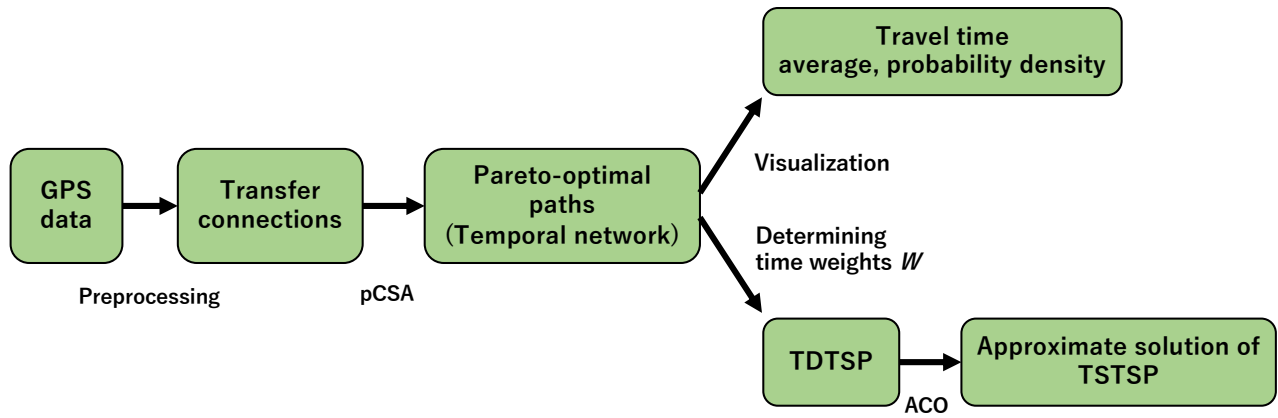 Travel time
average, probability density
GPS
data
Transfer
connections
Pareto-optimal
paths
(Temporal network)
Visualization
Determining
time weights W
Preprocessing
pCSA
TDTSP
Approximate solution of
TSTSP
ACO